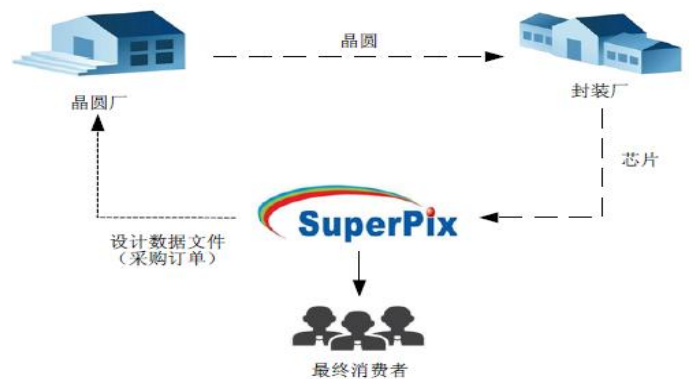 晶圆
晶圆厂
封装厂
芯片
SuperPix
设计数据文件
（采购订单）
最终消费者